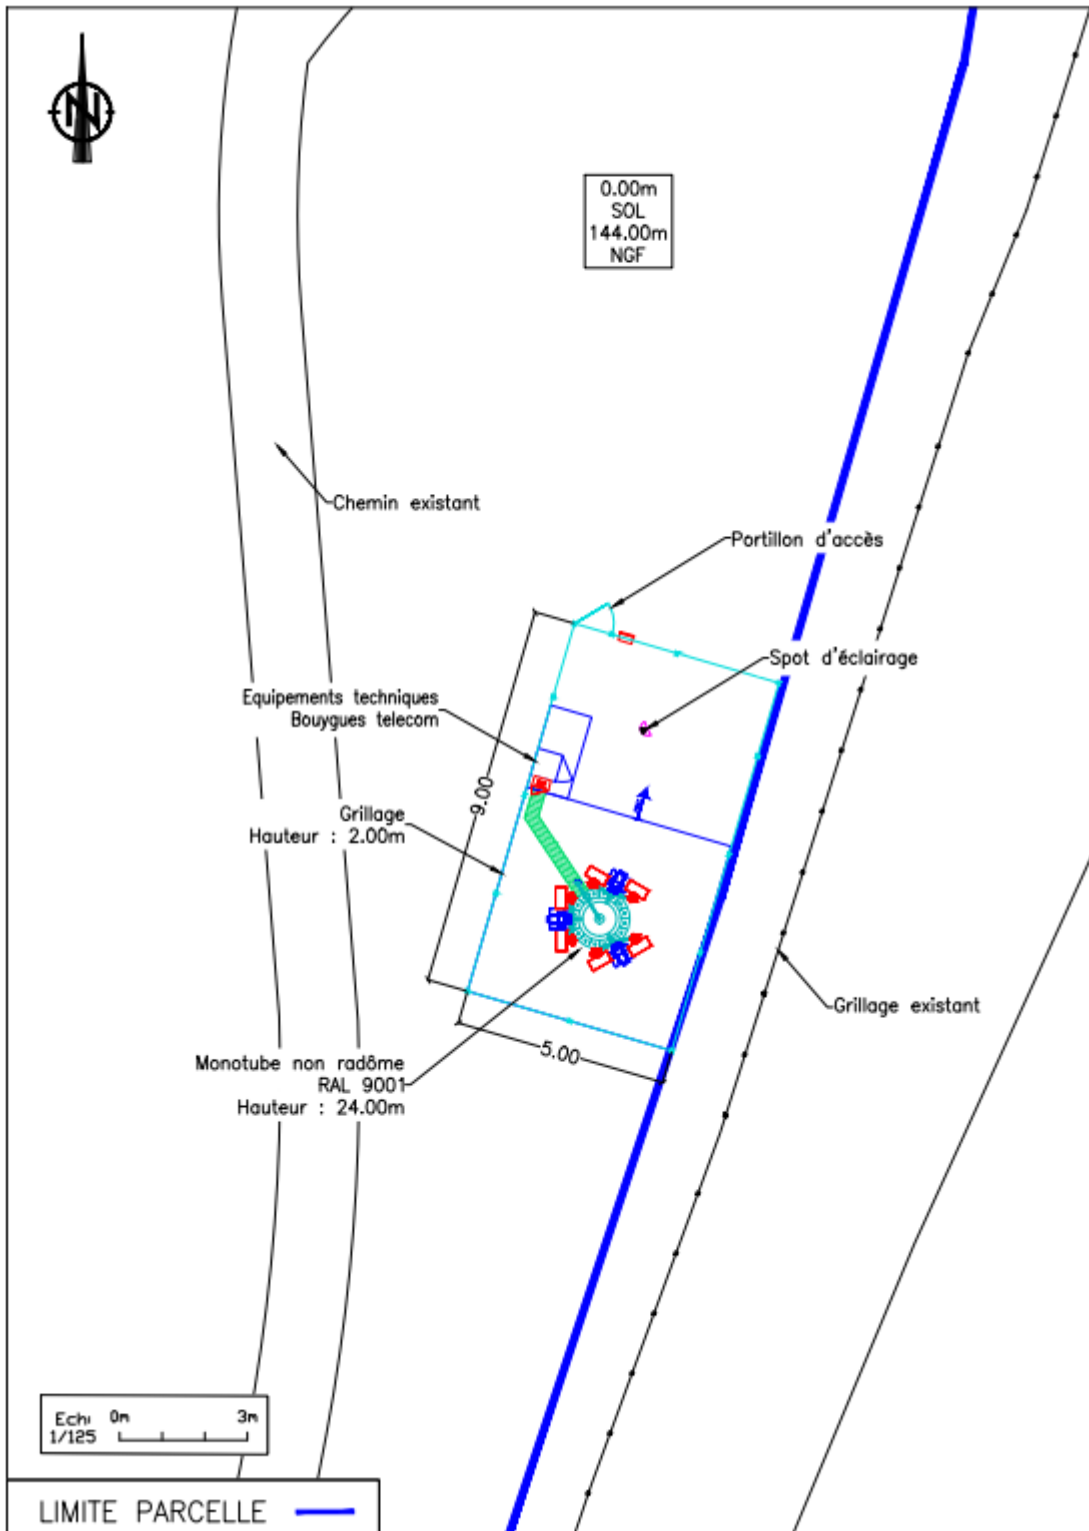 N
0.00m
SOL
144.00m
NGF
Chemin existant
Portillon d'accès
Spot d'éclairage
Equipements techniques
Bouygues telecom
9.00
Grillage
Hauteur : 2.00m
Grillage existant
5.00
Monotube non radôme
RAL 9001
Hauteur : 24.00m
Ech:
1/125
0m 3m
LIMITE PARCELLE